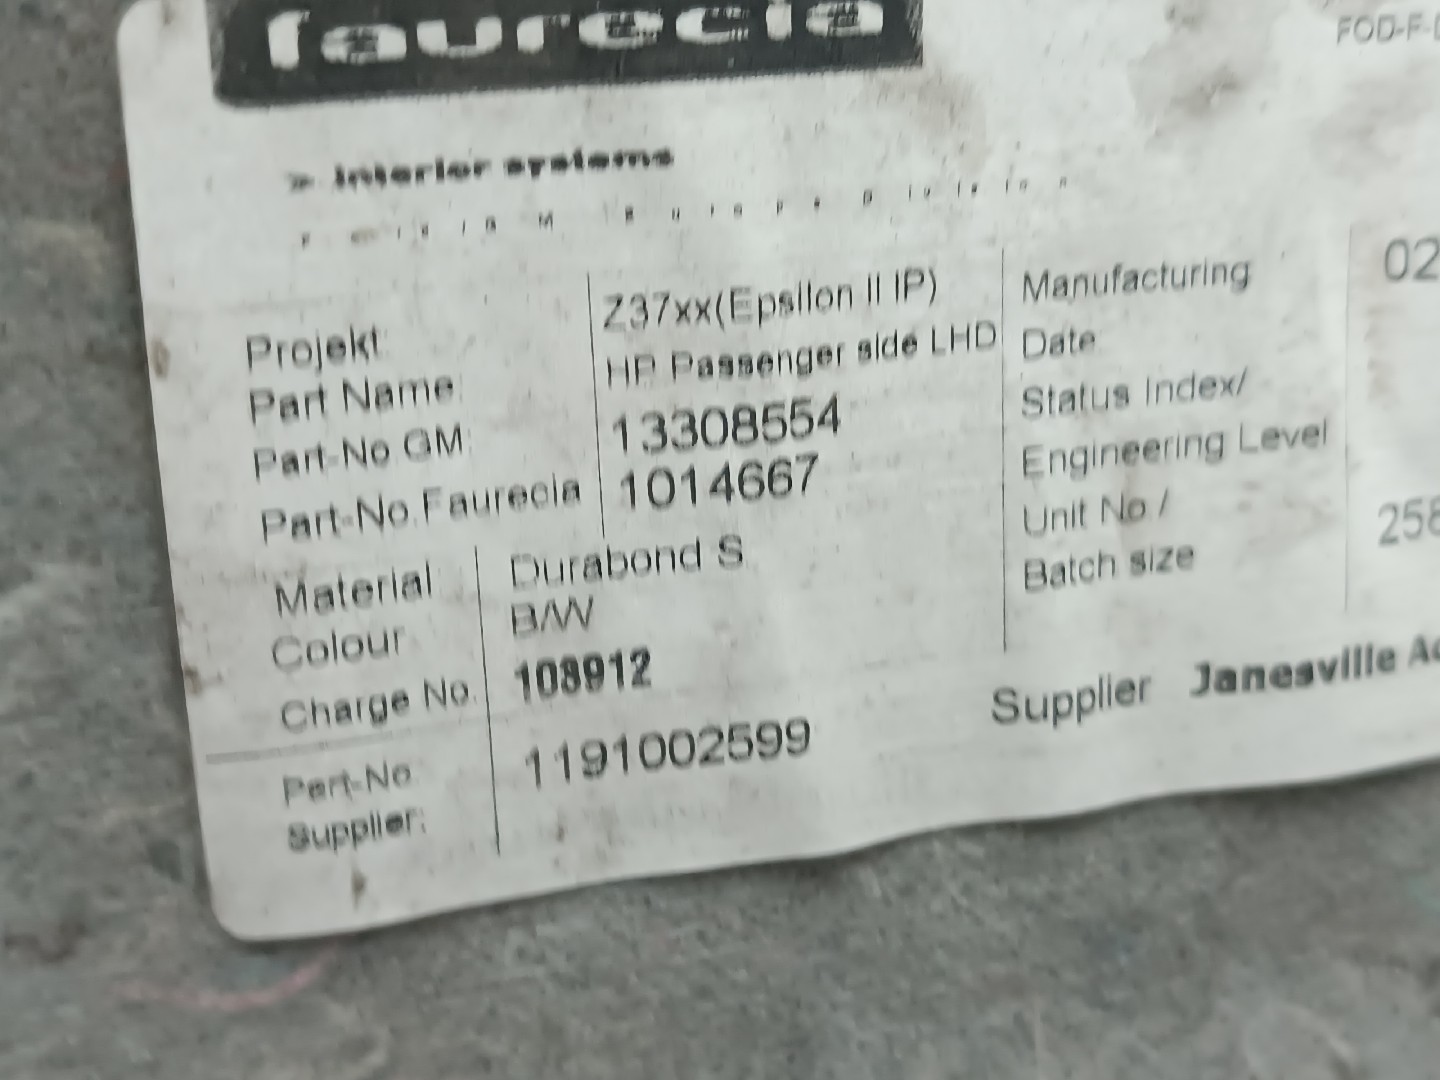 faurecia
FOD-F-
> interior systems
Projekt: Z37xx(Epsilon II IP)
Part Name: HP Passenger side LHD
Part-No GM: 13308554
Part-No.Faurecia 1014667
Material Durabond S
Colour B/W
Charge No. 108912
Part-No Supplier: 1191002599
Manufacturing Date 02
Status Index/
Engineering Level
Unit No / 258
Batch size
Supplier Janesville